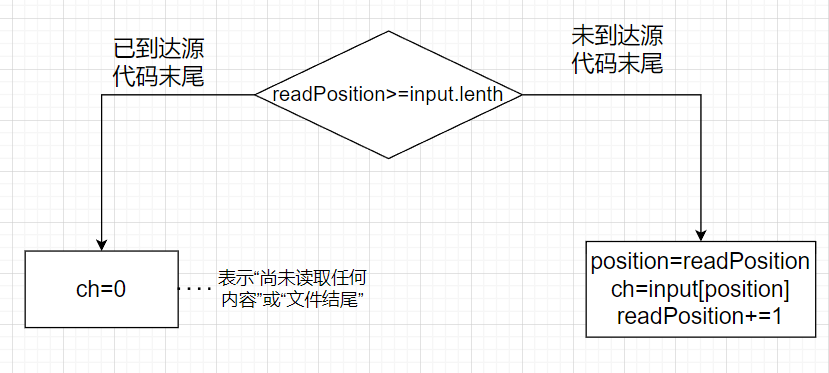 已到达源
代码末尾
readPosition>=input.lenth
未到达源
代码末尾
ch=0
表示“尚未读取任何
内容”或“文件结尾”
position=readPosition
ch=input[position]
readPosition+=1